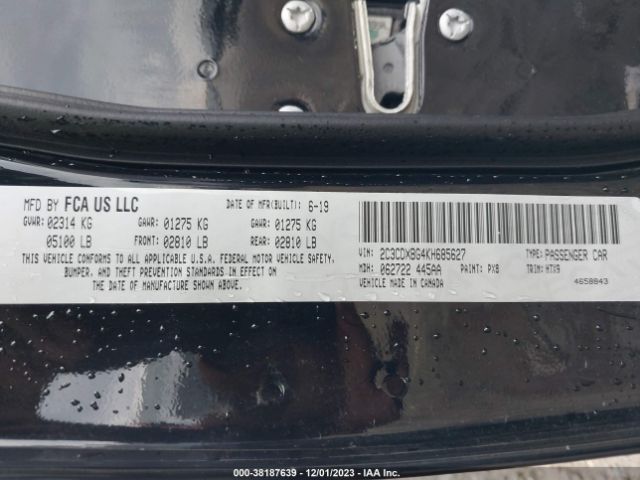 MFD BY FCA US LLC
DATE OF MFR(BUILT): 6-19
GVWR: 02314 KG GAWR: 01275 KG GAWR: 01275 KG
05100 LB FRONT: 02810 LB REAR: 02810 LB
THIS VEHICLE CONFORMS TO ALL APPLICABLE U.S.A. FEDERAL MOTOR VEHICLE SAFETY,
BUMPER, AND THEFT PREVENTION STANDARDS IN EFFECT ON
THE DATE OF MANUFACTURE SHOWN ABOVE.
VIN: 2C3CDXBG4KH685627 TYPE: PASSENGER CAR
MDH: 062722 445AA PAINT: PX8 TRIM: HTX9
VEHICLE MADE IN CANADA 4658843
000-38187639 - 12/01/2023 - IAA Inc.